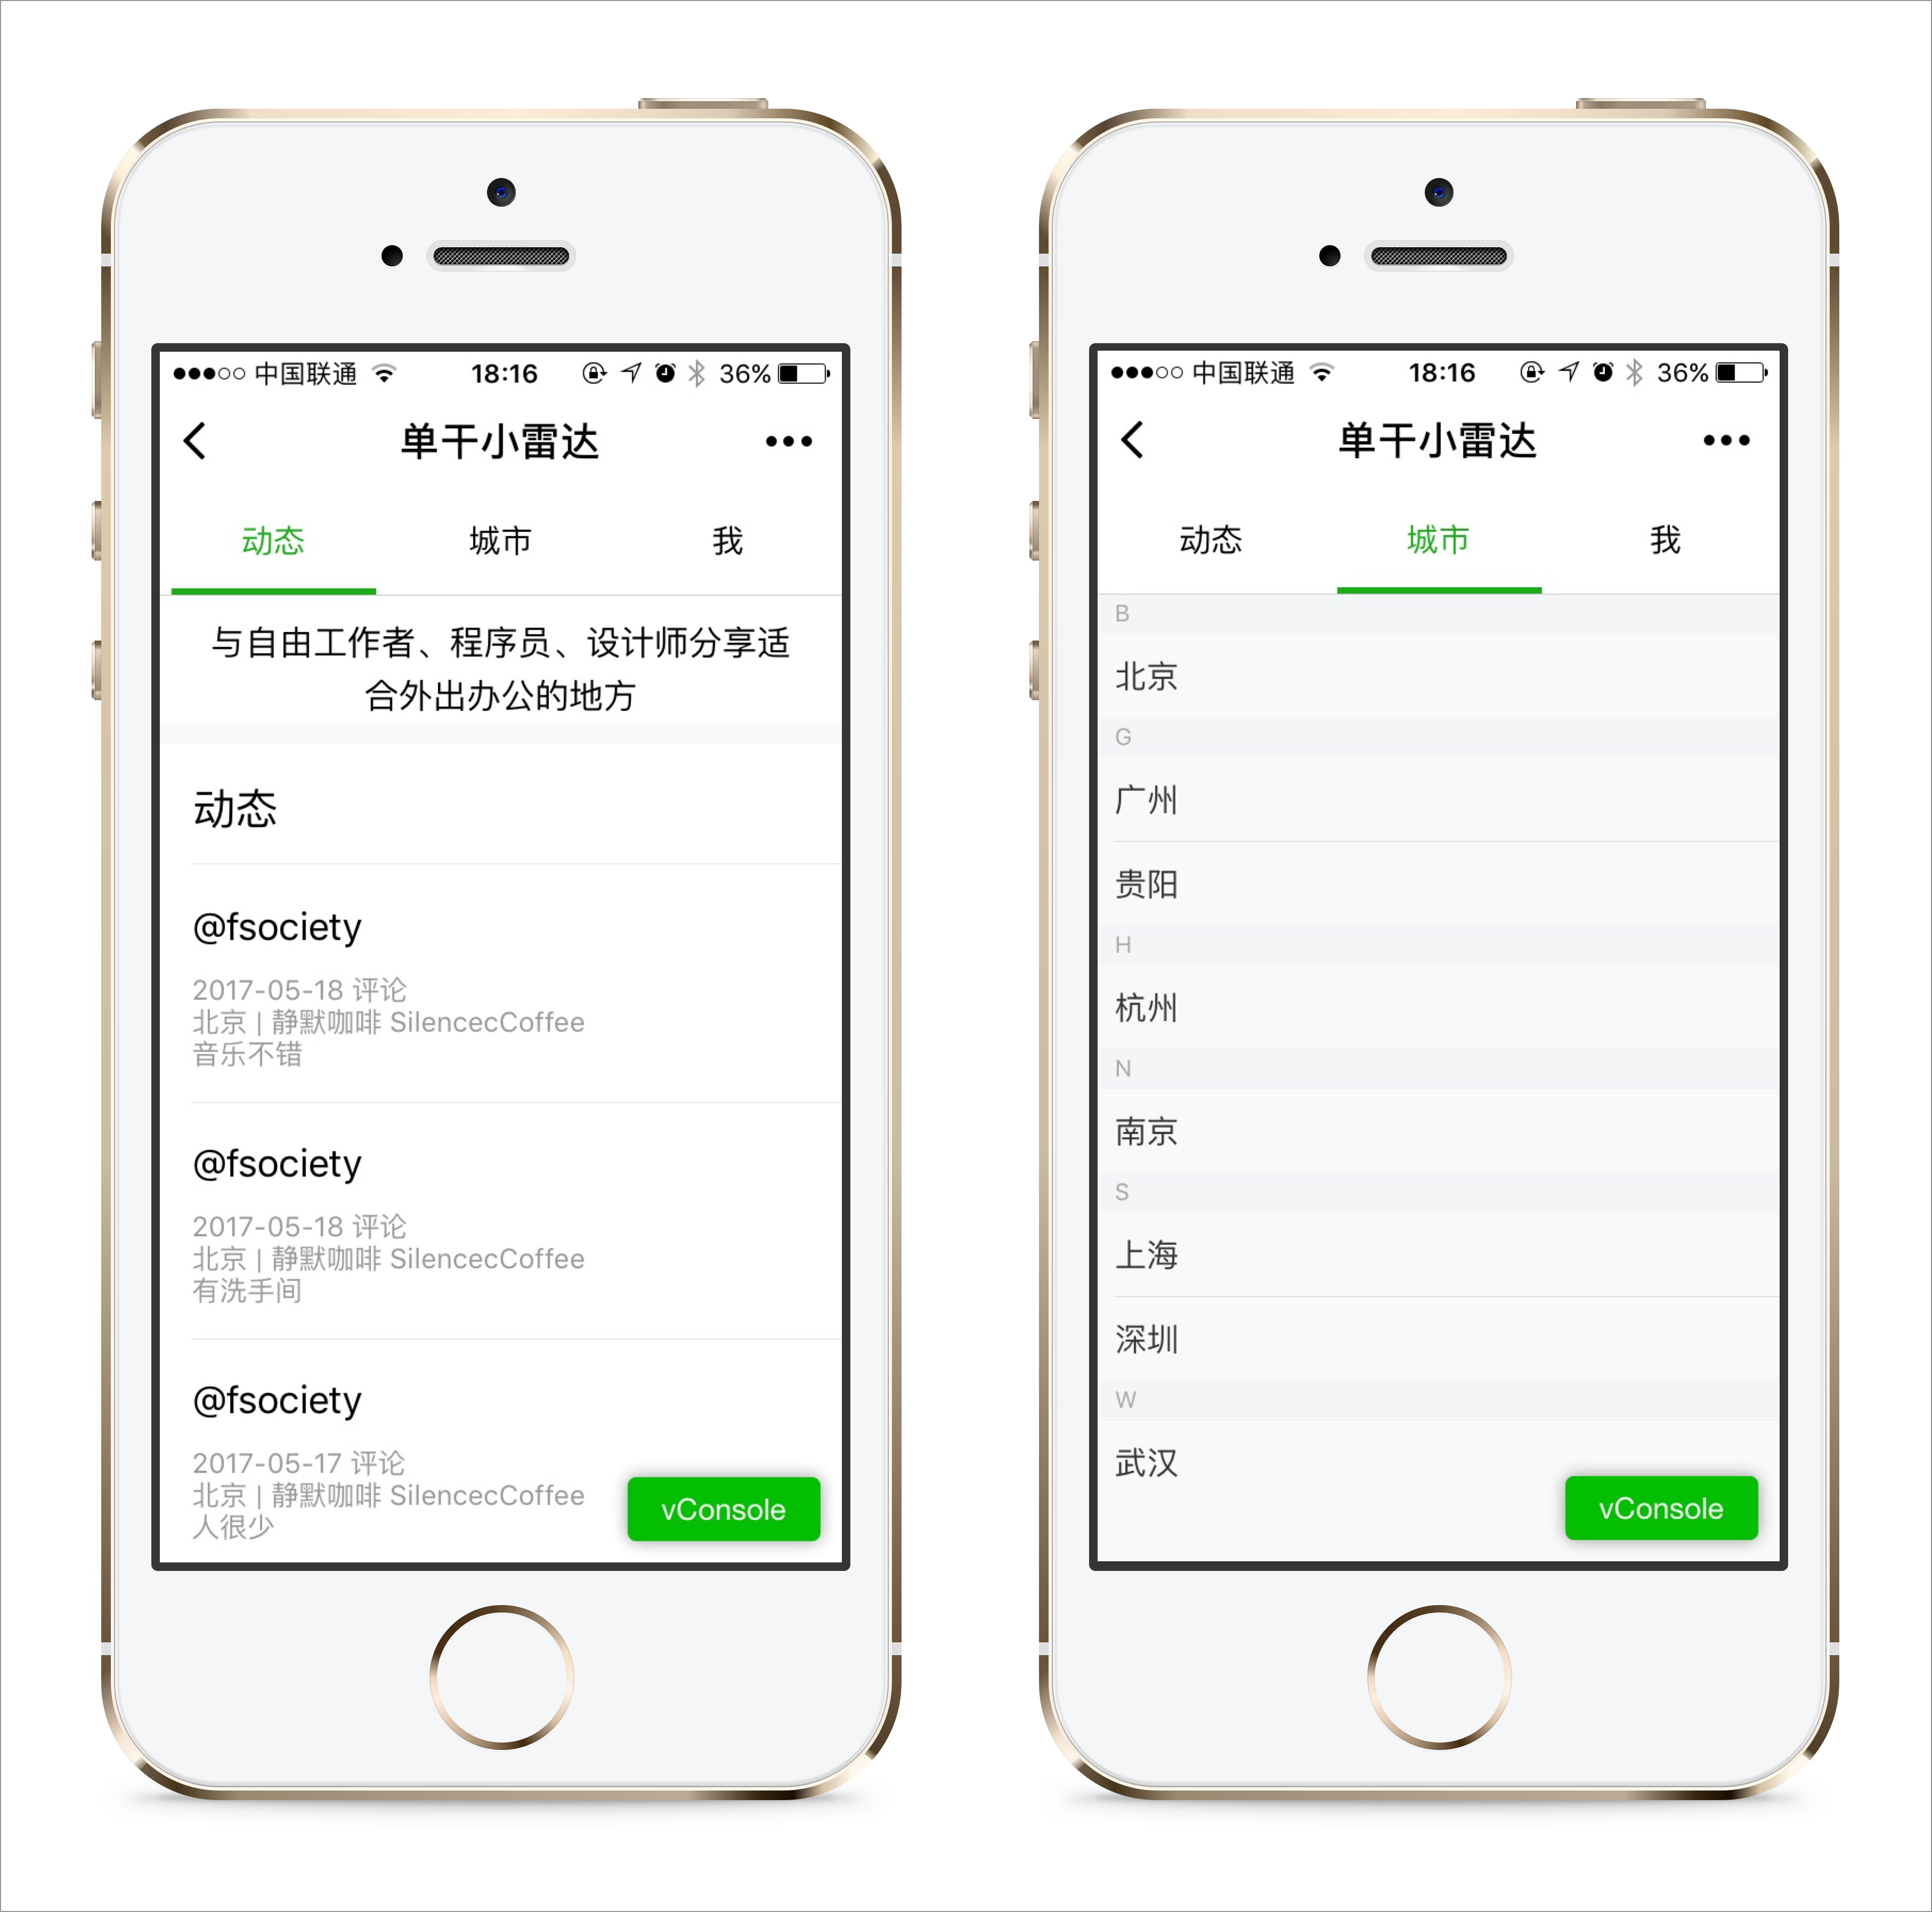 中国联通 18:16 36%
单干小雷达
动态 城市 我
与自由工作者、程序员、设计师分享适
合外出办公的地方
动态
@fsociety
2017-05-18 评论
北京 | 静默咖啡 SilencecCoffee
音乐不错
@fsociety
2017-05-18 评论
北京 | 静默咖啡 SilencecCoffee
有洗手间
@fsociety
2017-05-17 评论
北京 | 静默咖啡 SilencecCoffee
人很少
vConsole
中国联通 18:16 36%
单干小雷达
动态 城市 我
B
北京
G
广州
贵阳
H
杭州
N
南京
S
上海
深圳
W
武汉
vConsole